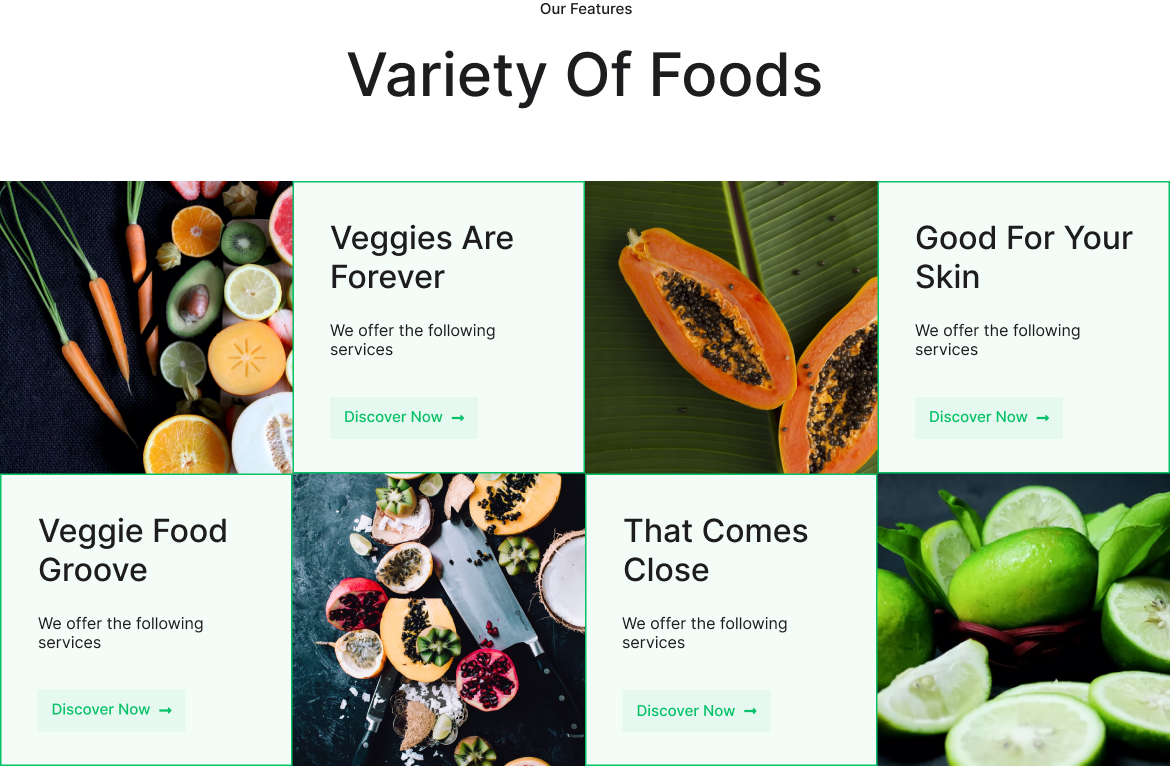 Our Features
Variety Of Foods
Veggies Are
Forever
We offer the following
services
Discover Now →
Good For Your
Skin
We offer the following
services
Discover Now →
Veggie Food
Groove
We offer the following
services
Discover Now →
That Comes
Close
We offer the following
services
Discover Now →